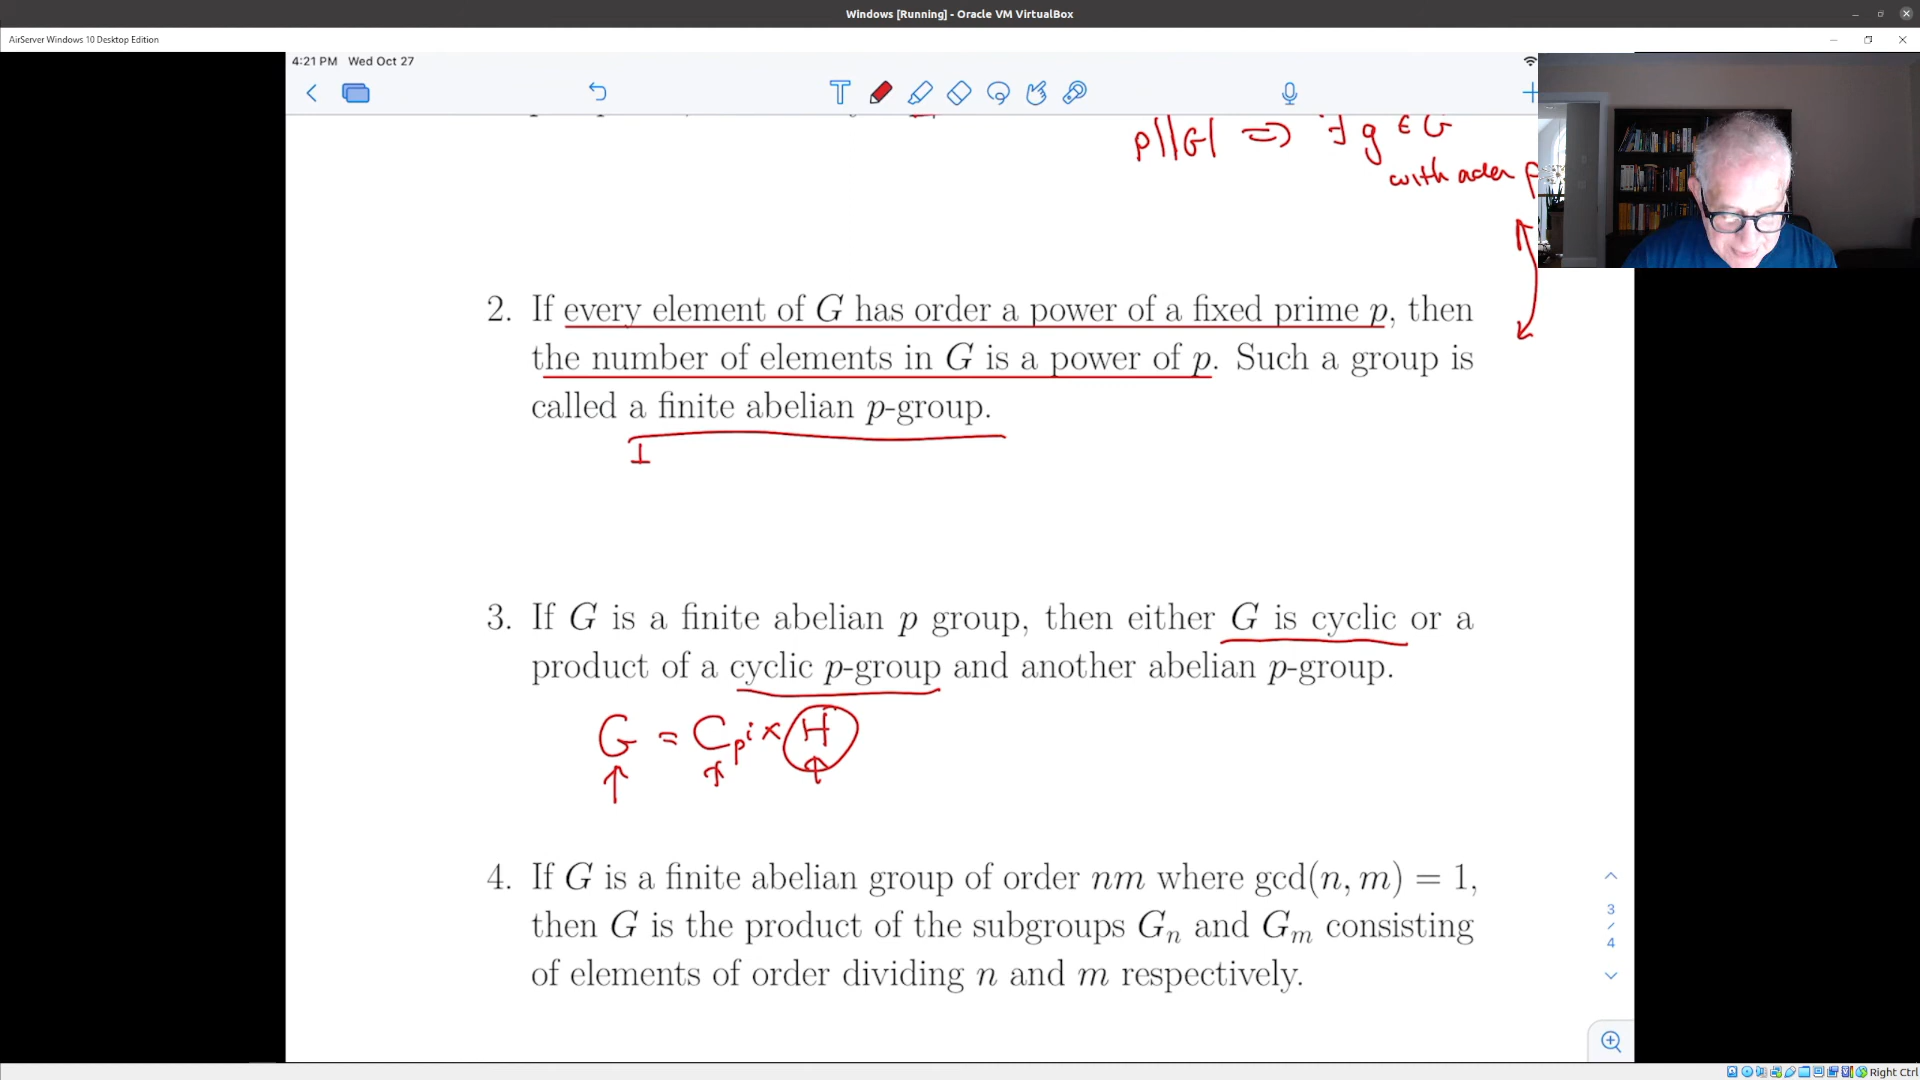 Windows [Running] - Oracle VM VirtualBox
AirServer Windows 10 Desktop Edition
4:21 PM Wed Oct 27
p||G| ⇒ ∃ g ∈ G
with order p
2. If every element of G has order a power of a fixed prime p, then
the number of elements in G is a power of p. Such a group is
called a finite abelian p-group.
3. If G is a finite abelian p group, then either G is cyclic or a
product of a cyclic p-group and another abelian p-group.
G = C_{p^i} × H
4. If G is a finite abelian group of order nm where gcd(n, m) = 1,
then G is the product of the subgroups G_n and G_m consisting
of elements of order dividing n and m respectively.
3
/
4
Right Ctrl